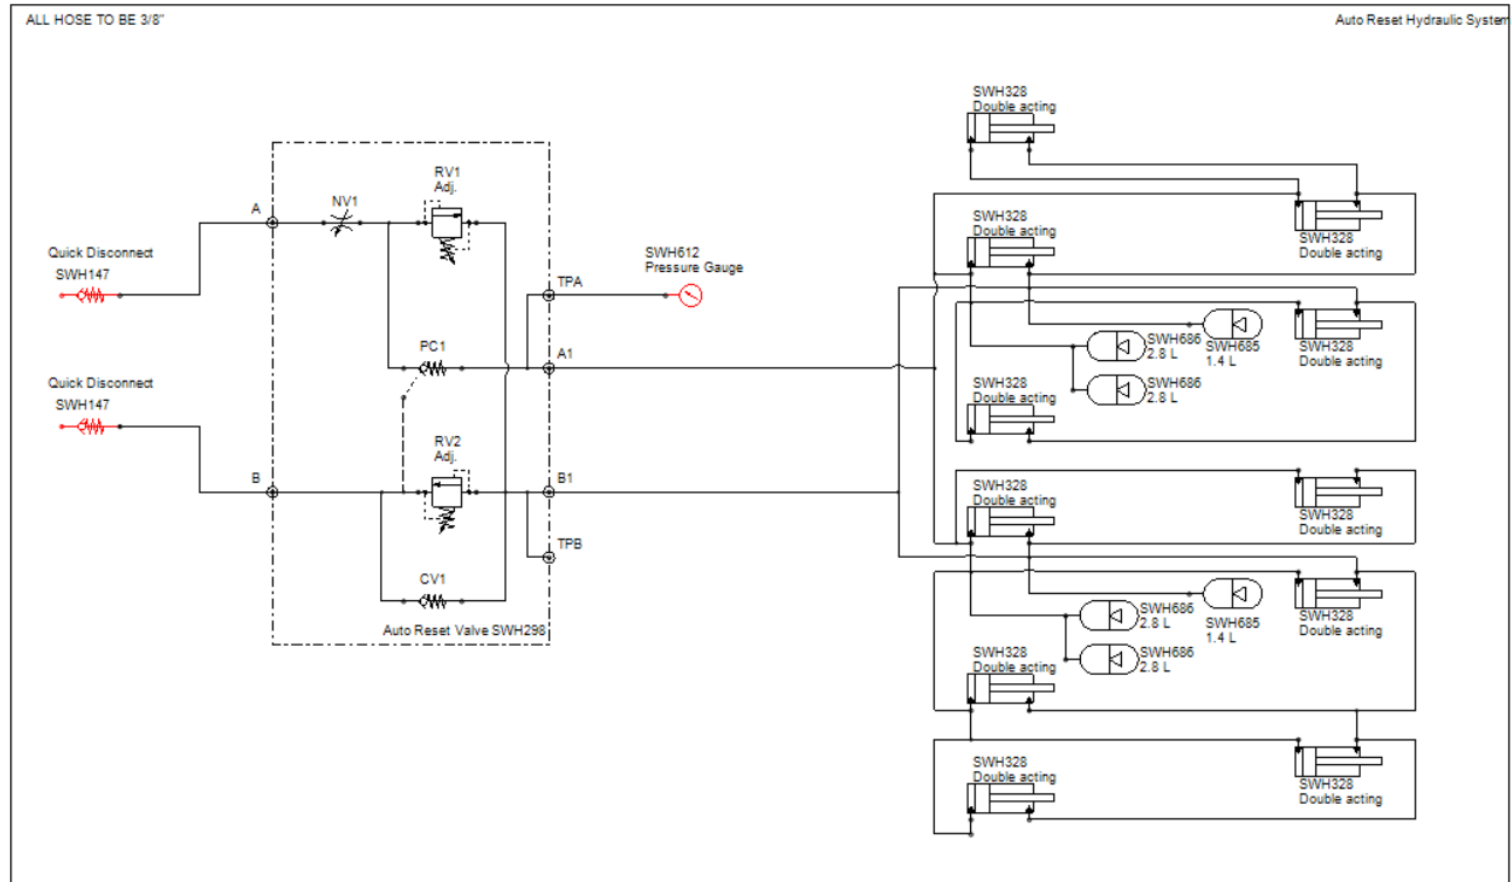 ALL HOSE TO BE 3/8"
Auto Reset Hydraulic System
SWH328
Double acting
RV1
Adj.
NV1
A
SWH328
Double acting
SWH328
Double acting
Quick Disconnect
SWH147
SWH612
Pressure Gauge
TPA
PC1
A1
SWH686
2.8 L
SWH685
1.4 L
SWH328
Double acting
SWH686
2.8 L
Quick Disconnect
SWH147
SWH328
Double acting
RV2
Adj.
B
B1
SWH328
Double acting
SWH328
Double acting
TPB
CV1
Auto Reset Valve SWH298
SWH686
2.8 L
SWH685
1.4 L
SWH328
Double acting
SWH686
2.8 L
SWH328
Double acting
SWH328
Double acting
SWH328
Double acting